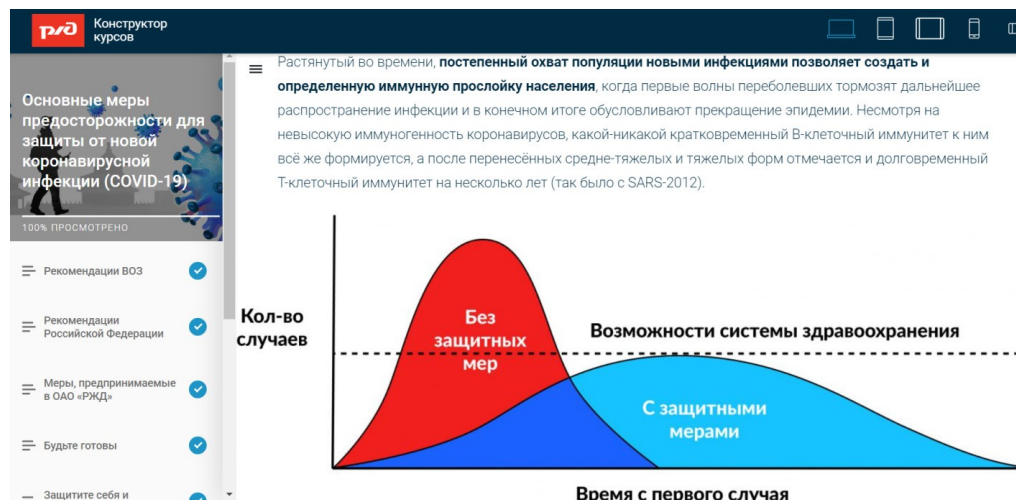 ржд
Конструктор
курсов
Основные меры
предосторожности для
защиты от новой
коронавирусной
инфекции (COVID-19)
100% ПРОСМОТРЕНО
Рекомендации ВОЗ
Рекомендации
Российской Федерации
Меры, предпринимаемые
в ОАО «РЖД»
Будьте готовы
Защитите себя и
Растянутый во времени, постепенный охват популяции новыми инфекциями позволяет создать и
определенную иммунную прослойку населения, когда первые волны переболевших тормозят дальнейшее
распространение инфекции и в конечном итоге обусловливают прекращение эпидемии. Несмотря на
невысокую иммуногенность коронавирусов, какой-никакой кратковременный В-клеточный иммунитет к ним
всё же формируется, а после перенесённых средне-тяжелых и тяжелых форм отмечается и долговременный
Т-клеточный иммунитет на несколько лет (так было с SARS-2012).
Кол-во
случаев
Без
защитных
мер
Возможности системы здравоохранения
С защитными
мерами
Время с первого случая